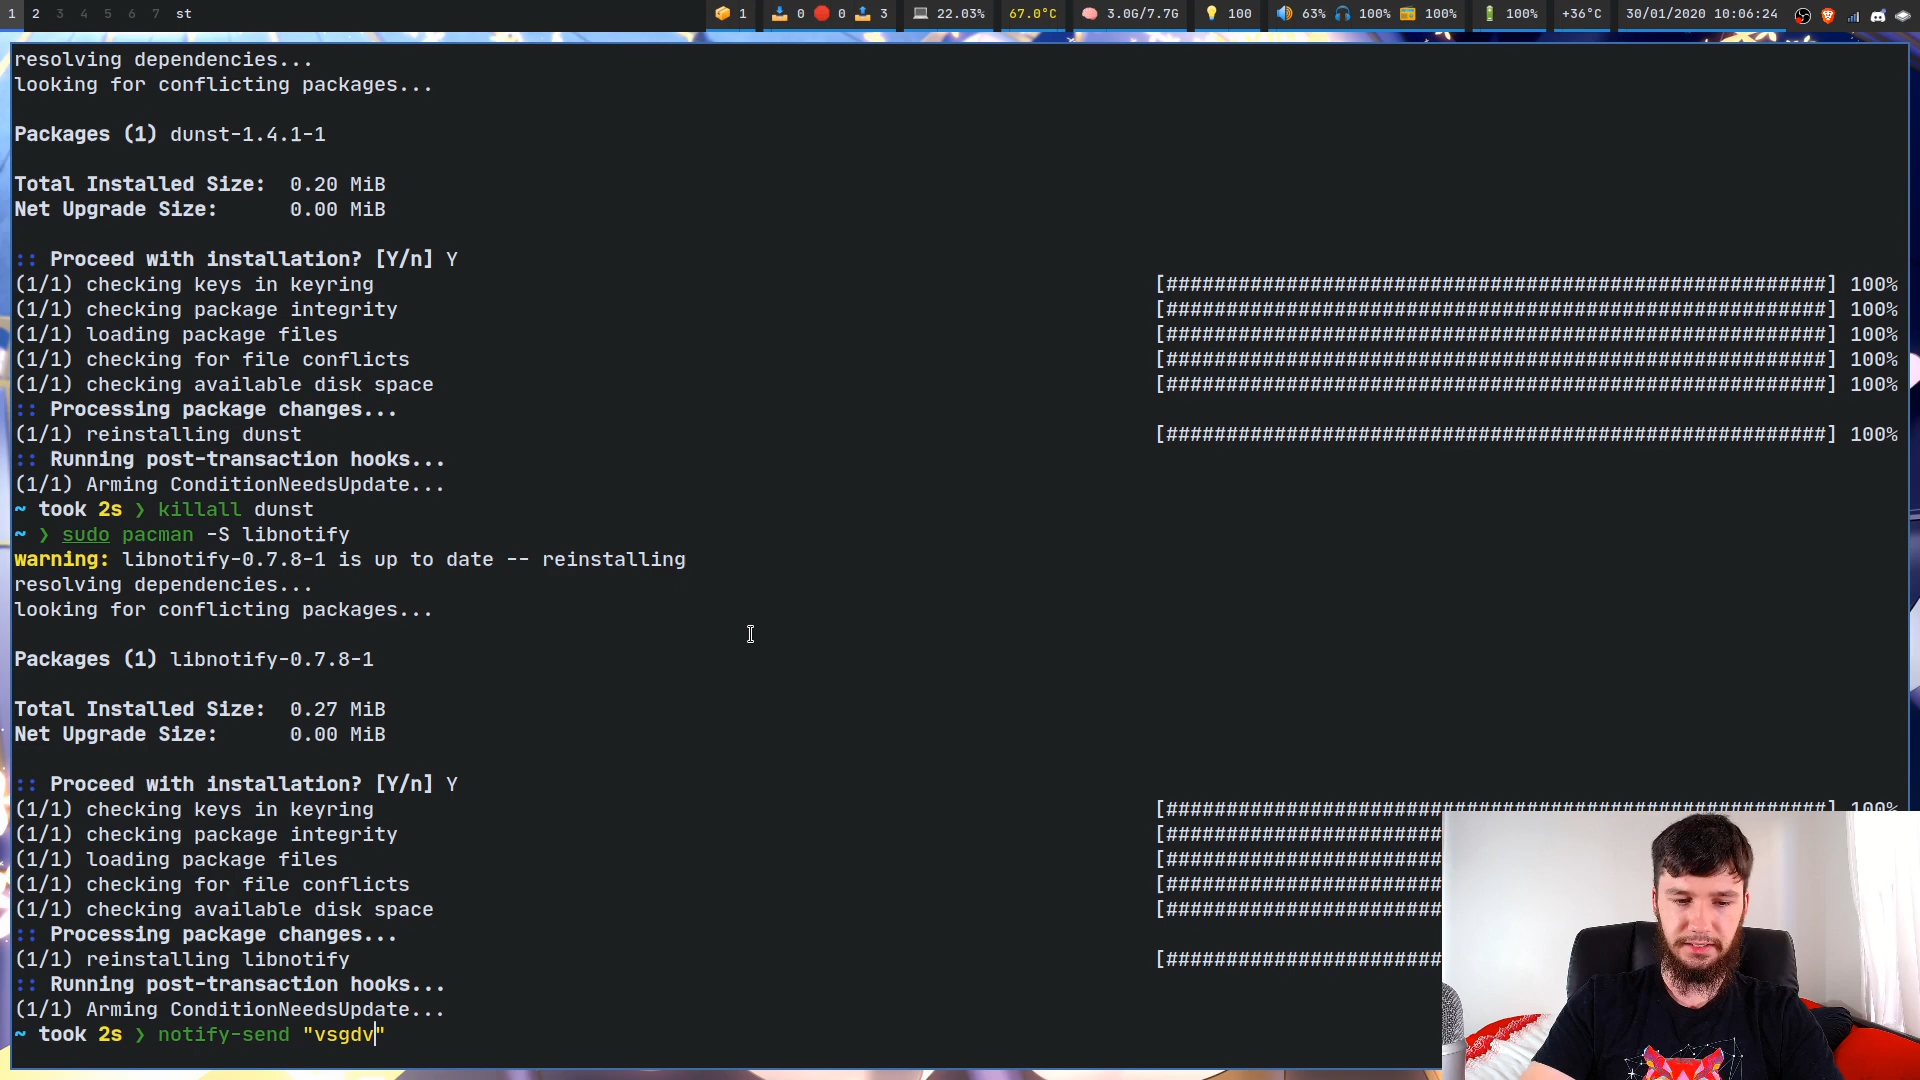 1 2 3 4 5 6 7 st 1 0 0 3 22.03% 67.0°C 3.0G/7.7G 100 63% 100% 100% 100% +36°C 30/01/2020 10:06:24
resolving dependencies...
looking for conflicting packages...
Packages (1) dunst-1.4.1-1
Total Installed Size: 0.20 MiB
Net Upgrade Size: 0.00 MiB
:: Proceed with installation? [Y/n] Y
(1/1) checking keys in keyring [#######################################################] 100%
(1/1) checking package integrity [#######################################################] 100%
(1/1) loading package files [#######################################################] 100%
(1/1) checking for file conflicts [#######################################################] 100%
(1/1) checking available disk space [#######################################################] 100%
:: Processing package changes...
(1/1) reinstalling dunst [#######################################################] 100%
:: Running post-transaction hooks...
(1/1) Arming ConditionNeedsUpdate...
~ took 2s ❯ killall dunst
~ ❯ sudo pacman -S libnotify
warning: libnotify-0.7.8-1 is up to date -- reinstalling
resolving dependencies...
looking for conflicting packages...
Packages (1) libnotify-0.7.8-1
Total Installed Size: 0.27 MiB
Net Upgrade Size: 0.00 MiB
:: Proceed with installation? [Y/n] Y
(1/1) checking keys in keyring [#######################################################] 100%
(1/1) checking package integrity [#######################
(1/1) loading package files [#######################
(1/1) checking for file conflicts [#######################
(1/1) checking available disk space [#######################
:: Processing package changes...
(1/1) reinstalling libnotify [#######################
:: Running post-transaction hooks...
(1/1) Arming ConditionNeedsUpdate...
~ took 2s ❯ notify-send "vsgdv"